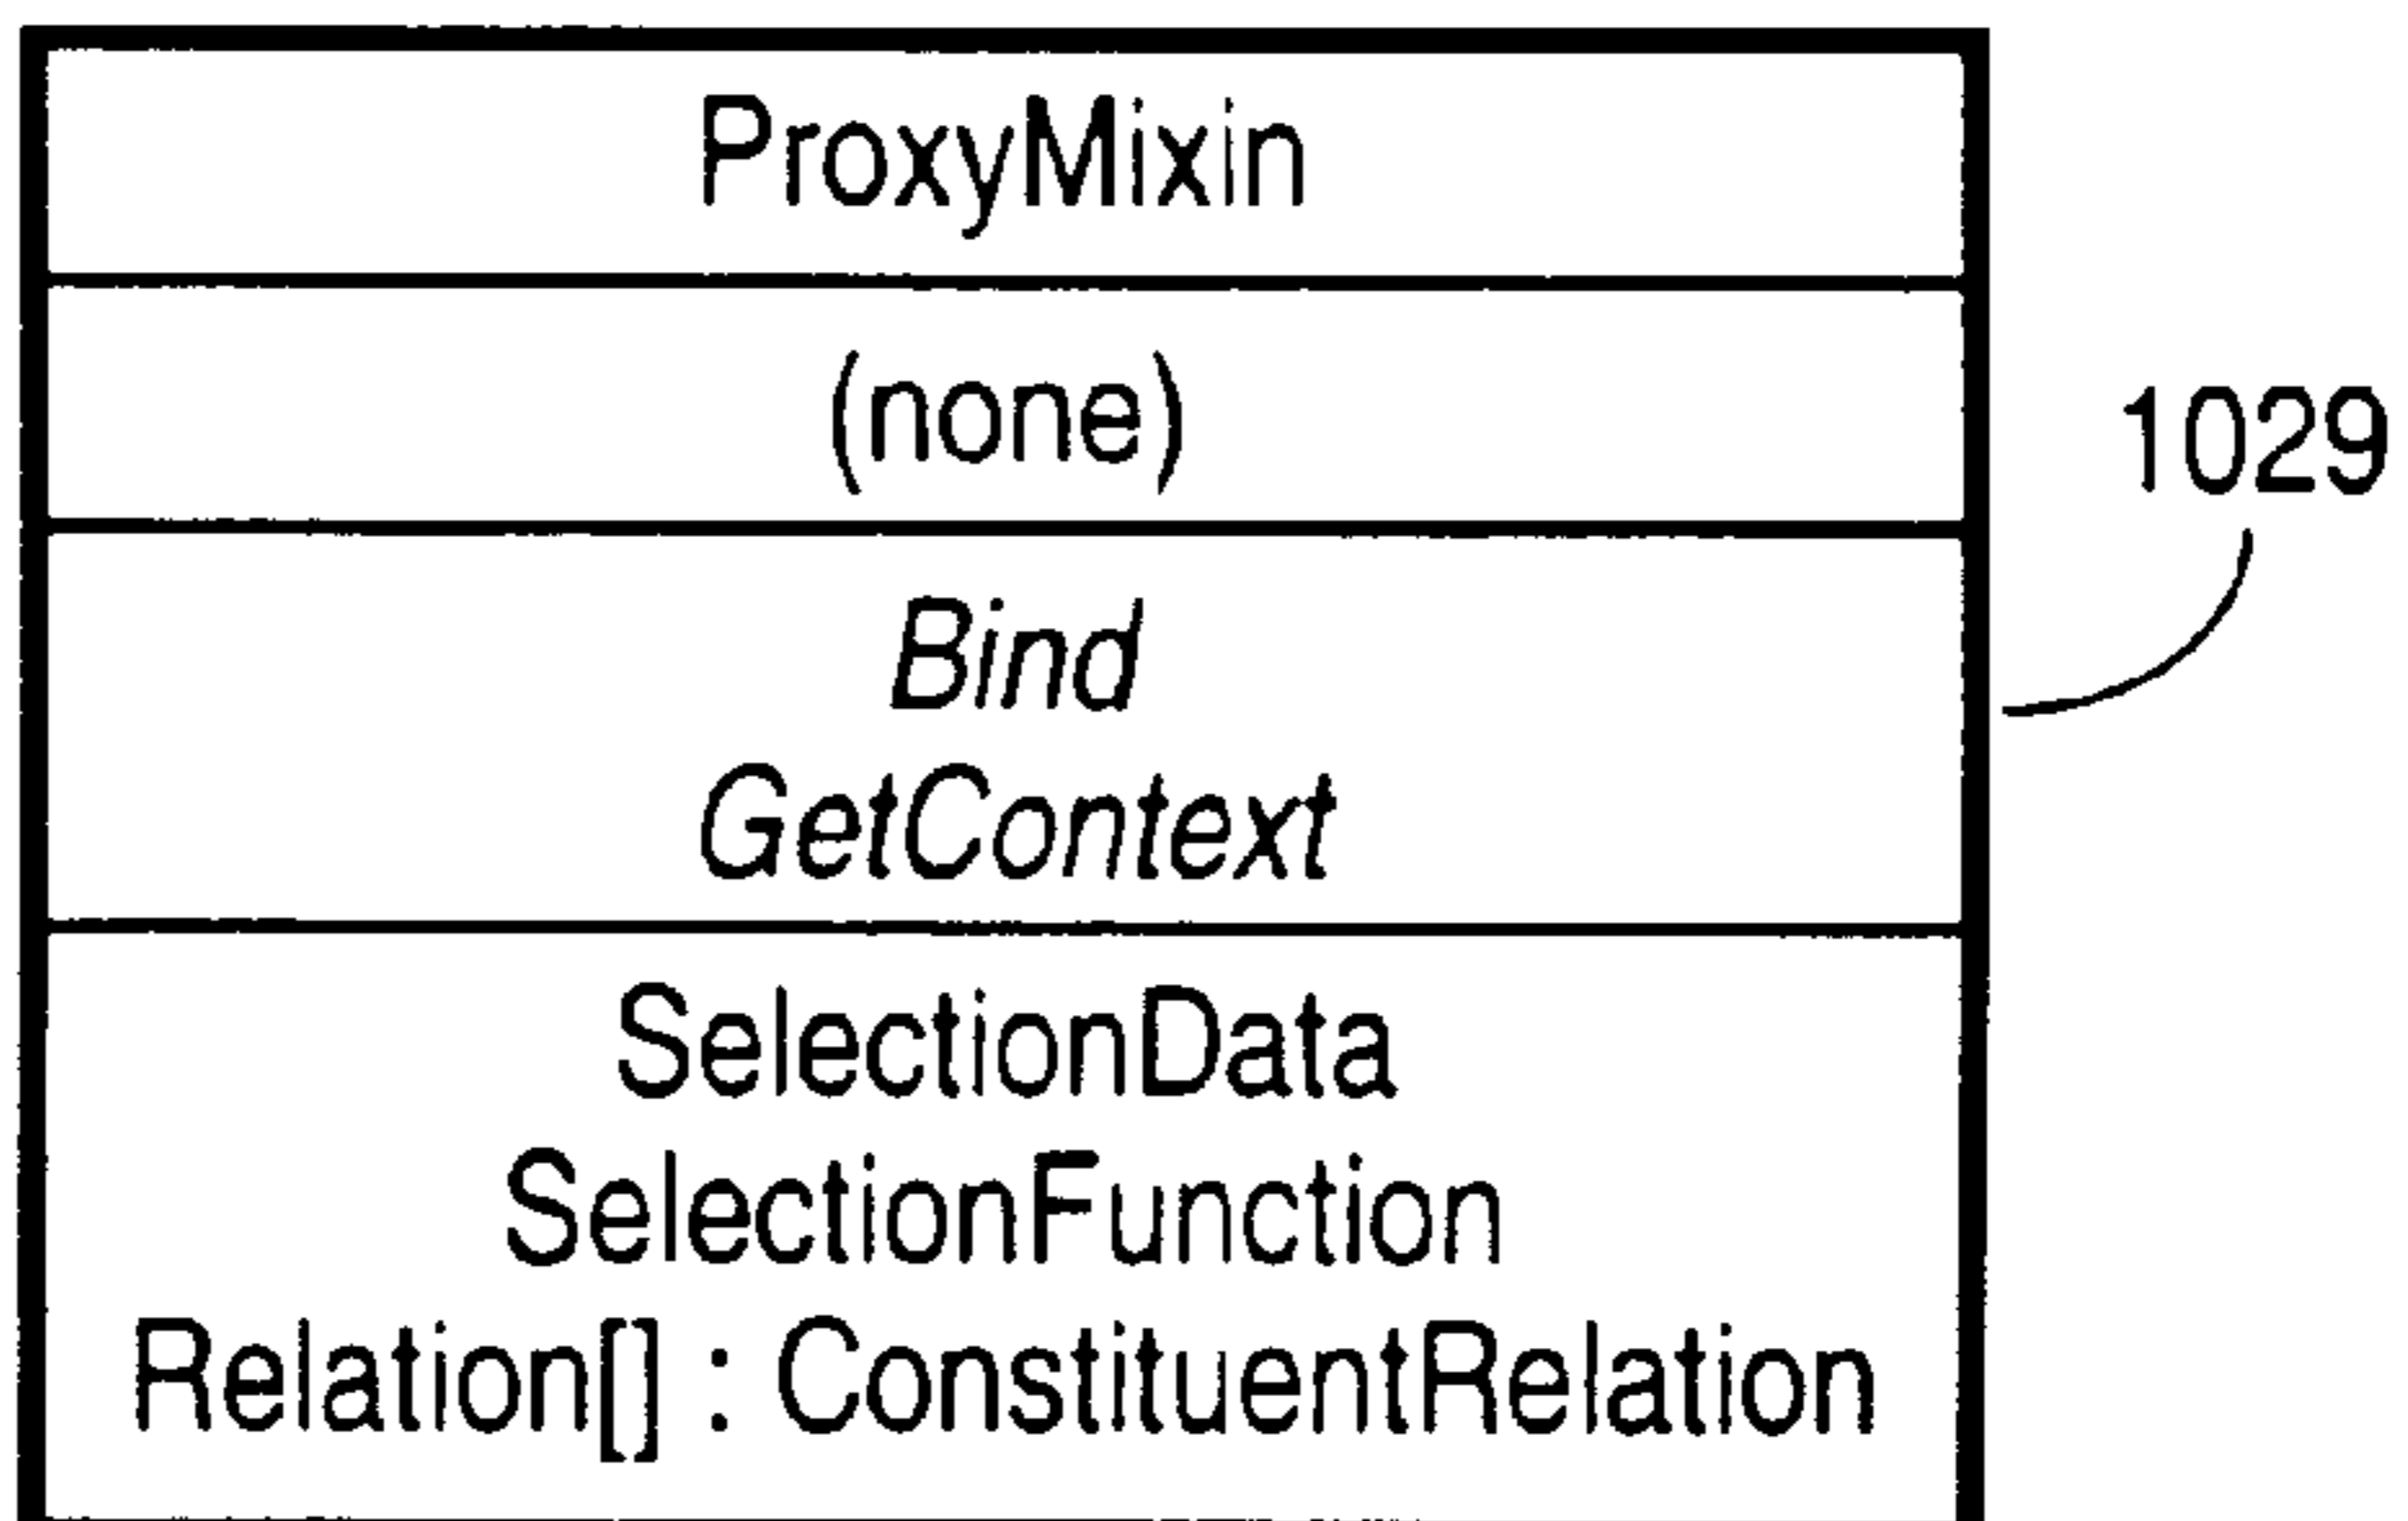 ProxyMixin
(none)
1029
Bind
GetContext
SelectionData
SelectionFunction
Relation[] : ConstituentRelation